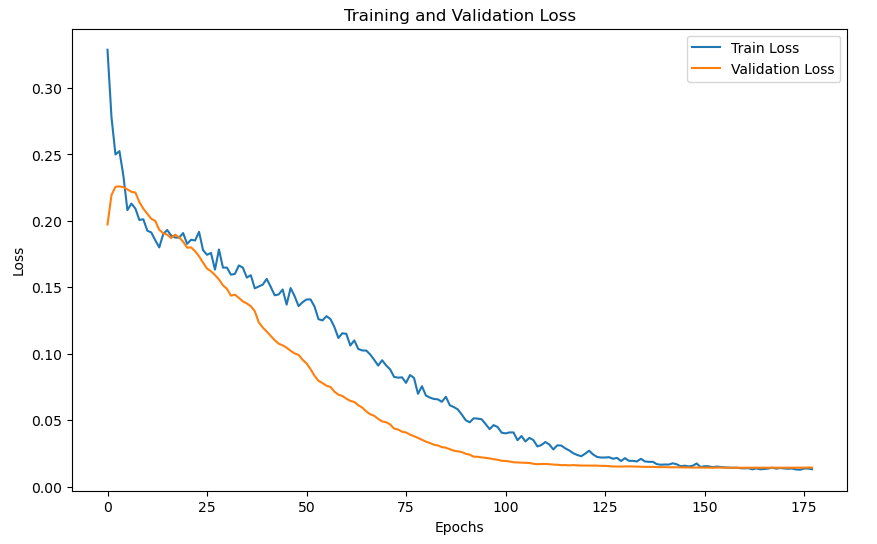 Training and Validation Loss
Train Loss
Validation Loss
0.30
0.25
0.20
0.15
0.10
0.05
0.00
Loss
0 25 50 75 100 125 150 175
Epochs